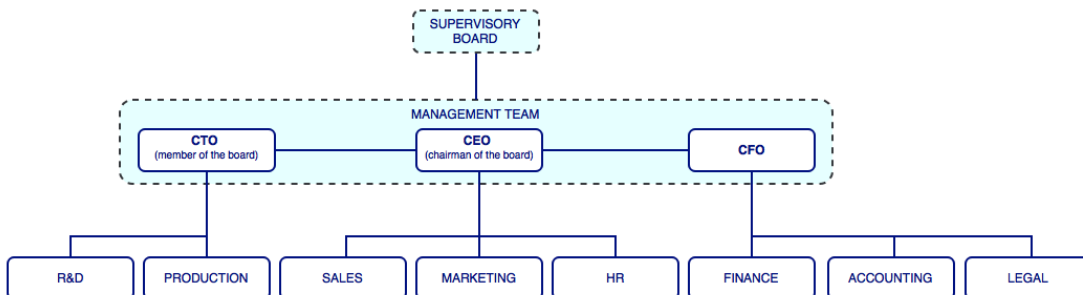 SUPERVISORY
BOARD
MANAGEMENT TEAM
CTO
(member of the board)
CEO
(chairman of the board)
CFO
R&D
PRODUCTION
SALES
MARKETING
HR
FINANCE
ACCOUNTING
LEGAL